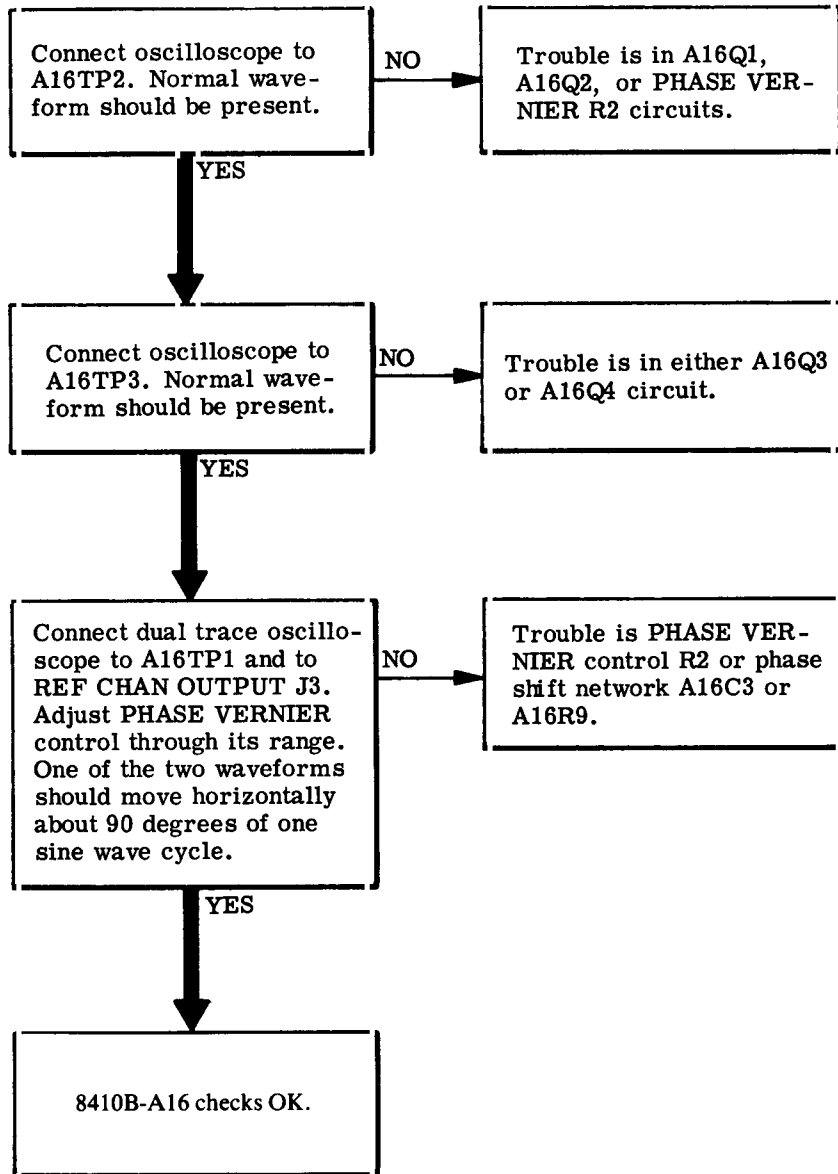 Connect oscilloscope to
A16TP2. Normal wave-
form should be present.
NO
Trouble is in A16Q1,
A16Q2, or PHASE VER-
NIER R2 circuits.
YES
Connect oscilloscope to
A16TP3. Normal wave-
form should be present.
NO
Trouble is in either A16Q3
or A16Q4 circuit.
YES
Connect dual trace oscillo-
scope to A16TP1 and to
REF CHAN OUTPUT J3.
Adjust PHASE VERNIER
control through its range.
One of the two waveforms
should move horizontally
about 90 degrees of one
sine wave cycle.
NO
Trouble is PHASE VER-
NIER control R2 or phase
shift network A16C3 or
A16R9.
YES
8410B-A16 checks OK.